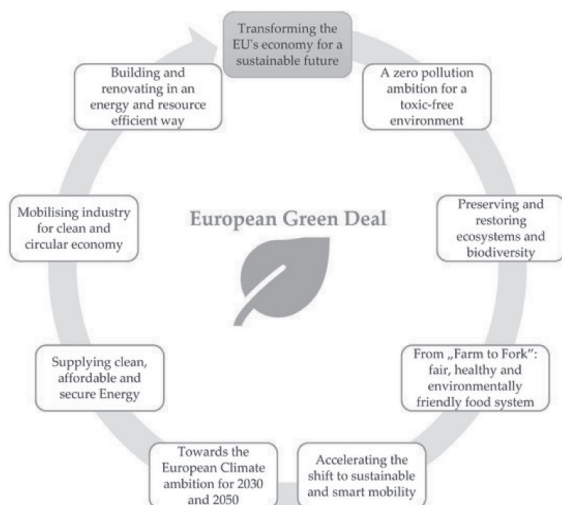 Transforming the
EU's economy for a
sustainable future
A zero pollution
ambition for a
toxic-free
environment
Preserving and
restoring
ecosystems and
biodiversity
From „Farm to Fork":
fair, healthy and
environmentally
friendly food system
Accelerating the
shift to sustainable
and smart mobility
Towards the
European Climate
ambition for 2030
and 2050
Supplying clean,
affordable and
secure Energy
Mobilising industry
for clean and
circular economy
Building and
renovating in an
energy and resource
efficient way
European Green Deal